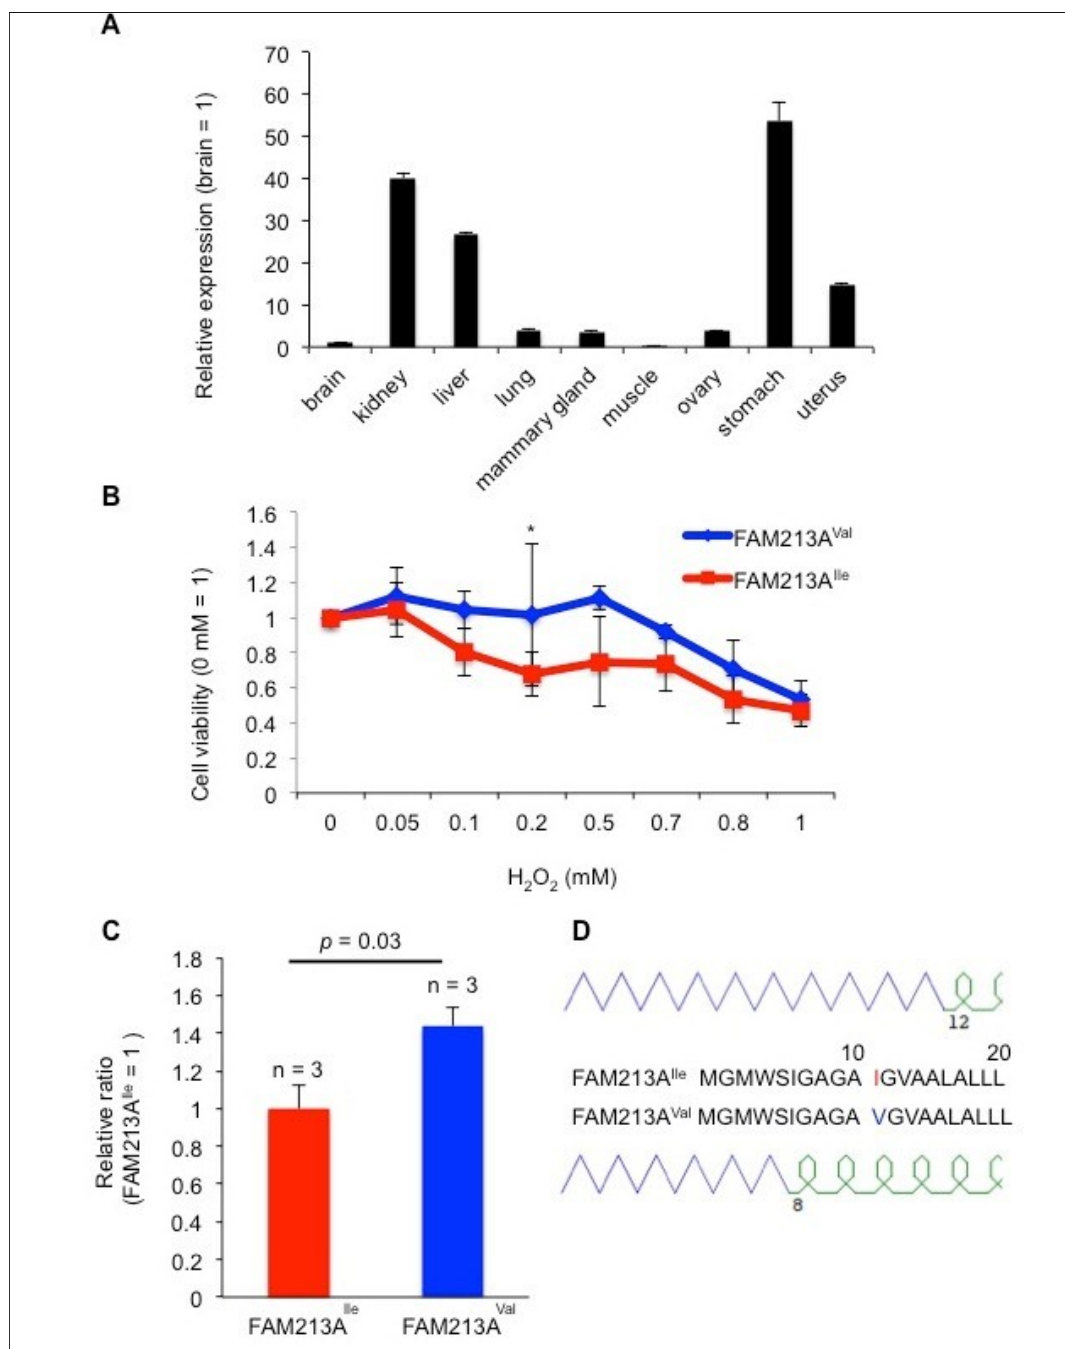 A
Relative expression (brain = 1)
70
60
50
40
30
20
10
0
brain
kidney
liver
lung
mammary gland
muscle
ovary
stomach
uterus
B
Cell viability (0 mM = 1)
1.6
1.4
1.2
1
0.8
0.6
0.4
0.2
0
*
FAM213AVal
FAM213AIle
0 0.05 0.1 0.2 0.5 0.7 0.8 1
H2O2 (mM)
C
Relative ratio
(FAM213AIle = 1 )
1.8
1.6
1.4
1.2
1
0.8
0.6
0.4
0.2
0
p = 0.03
n = 3
n = 3
FAM213AIle
FAM213AVal
D
12
10 20
FAM213AIle MGMWSIGAGA IGVAALALLL
FAM213AVal MGMWSIGAGA VGVAALALLL
8